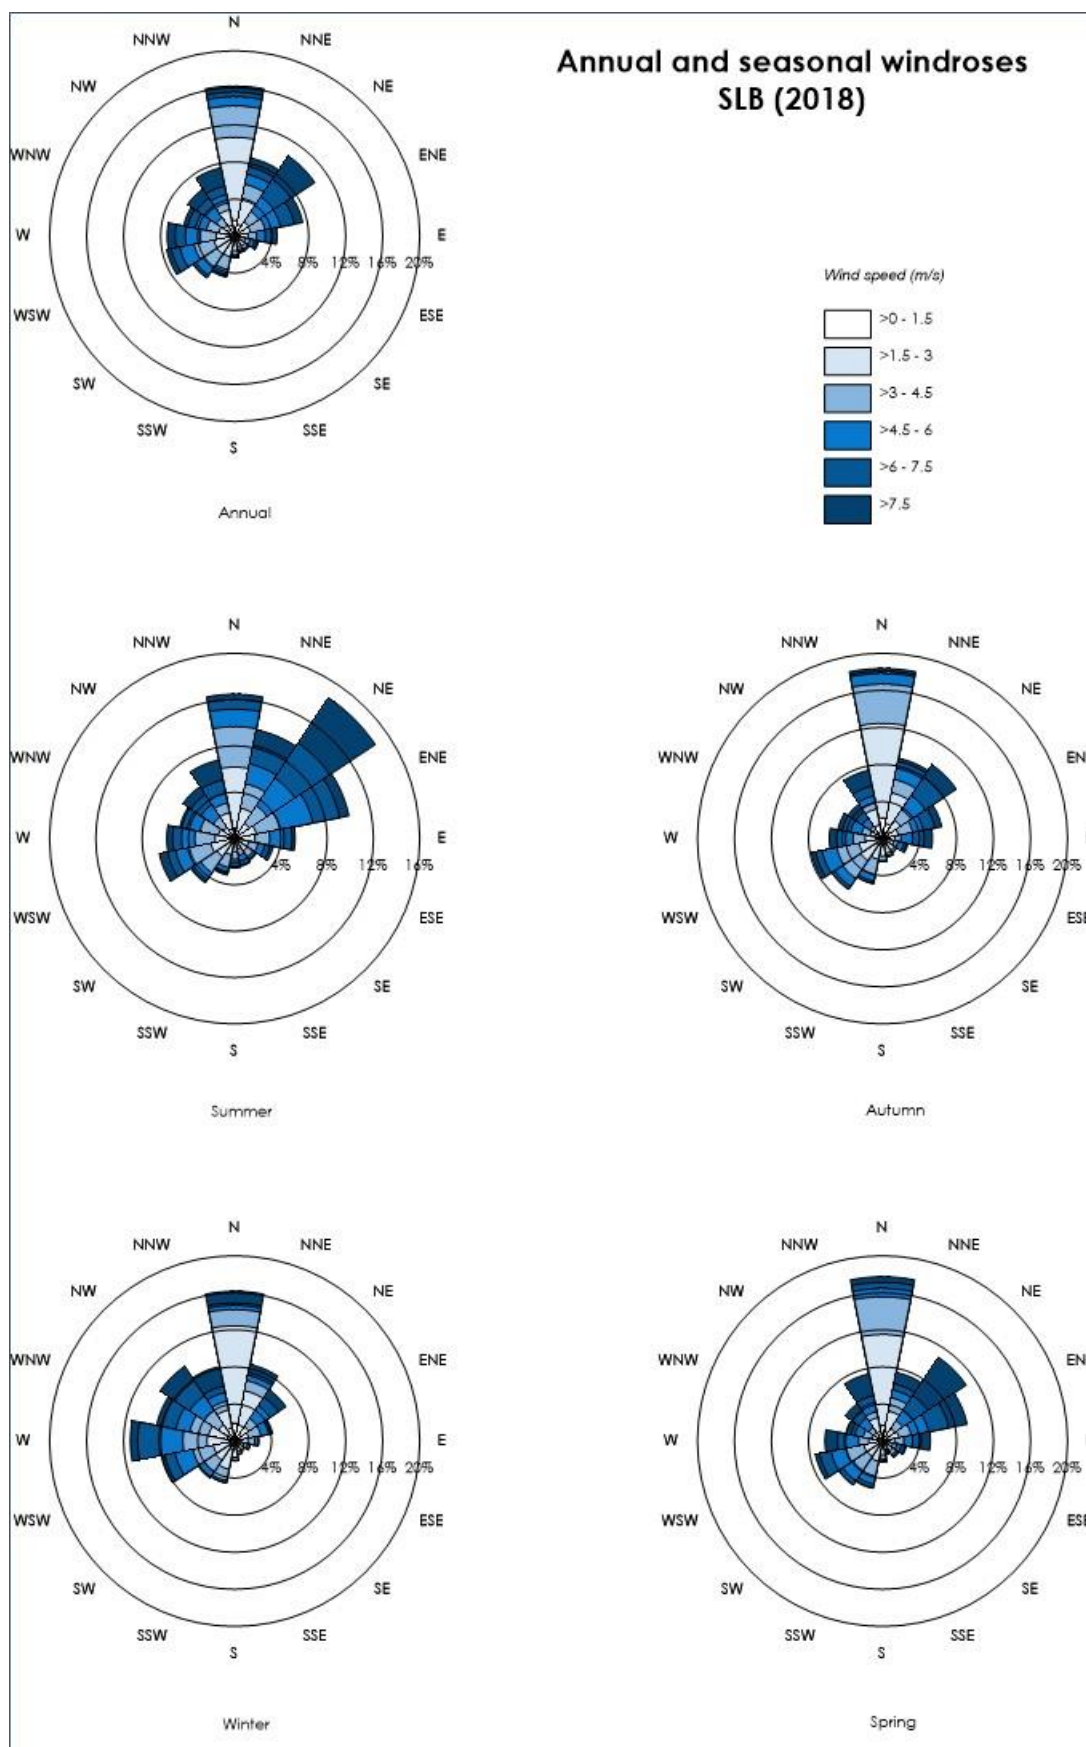 Annual and seasonal windroses
SLB (2018)
N
NNW
NNE
NW
NE
WNW
ENE
W
E
4%
8%
12%
16%
20%
WSW
ESE
SW
SE
SSW
SSE
S
Annual
Wind speed (m/s)
>0 - 1.5
>1.5 - 3
>3 - 4.5
>4.5 - 6
>6 - 7.5
>7.5
N
NNW
NNE
NW
NE
WNW
ENE
W
E
4%
8%
12%
16%
WSW
ESE
SW
SE
SSW
SSE
S
Summer
N
NNW
NNE
NW
NE
WNW
EN
W
E
4%
8%
12%
16%
20%
WSW
ESE
SW
SE
SSW
SSE
S
Autumn
N
NNW
NNE
NW
NE
WNW
ENE
W
E
4%
8%
12%
16%
20%
WSW
ESE
SW
SE
SSW
SSE
S
Winter
N
NNW
NNE
NW
NE
WNW
EN
W
4%
8%
12%
16%
20%
WSW
ESE
SW
SE
SSW
SSE
S
Spring